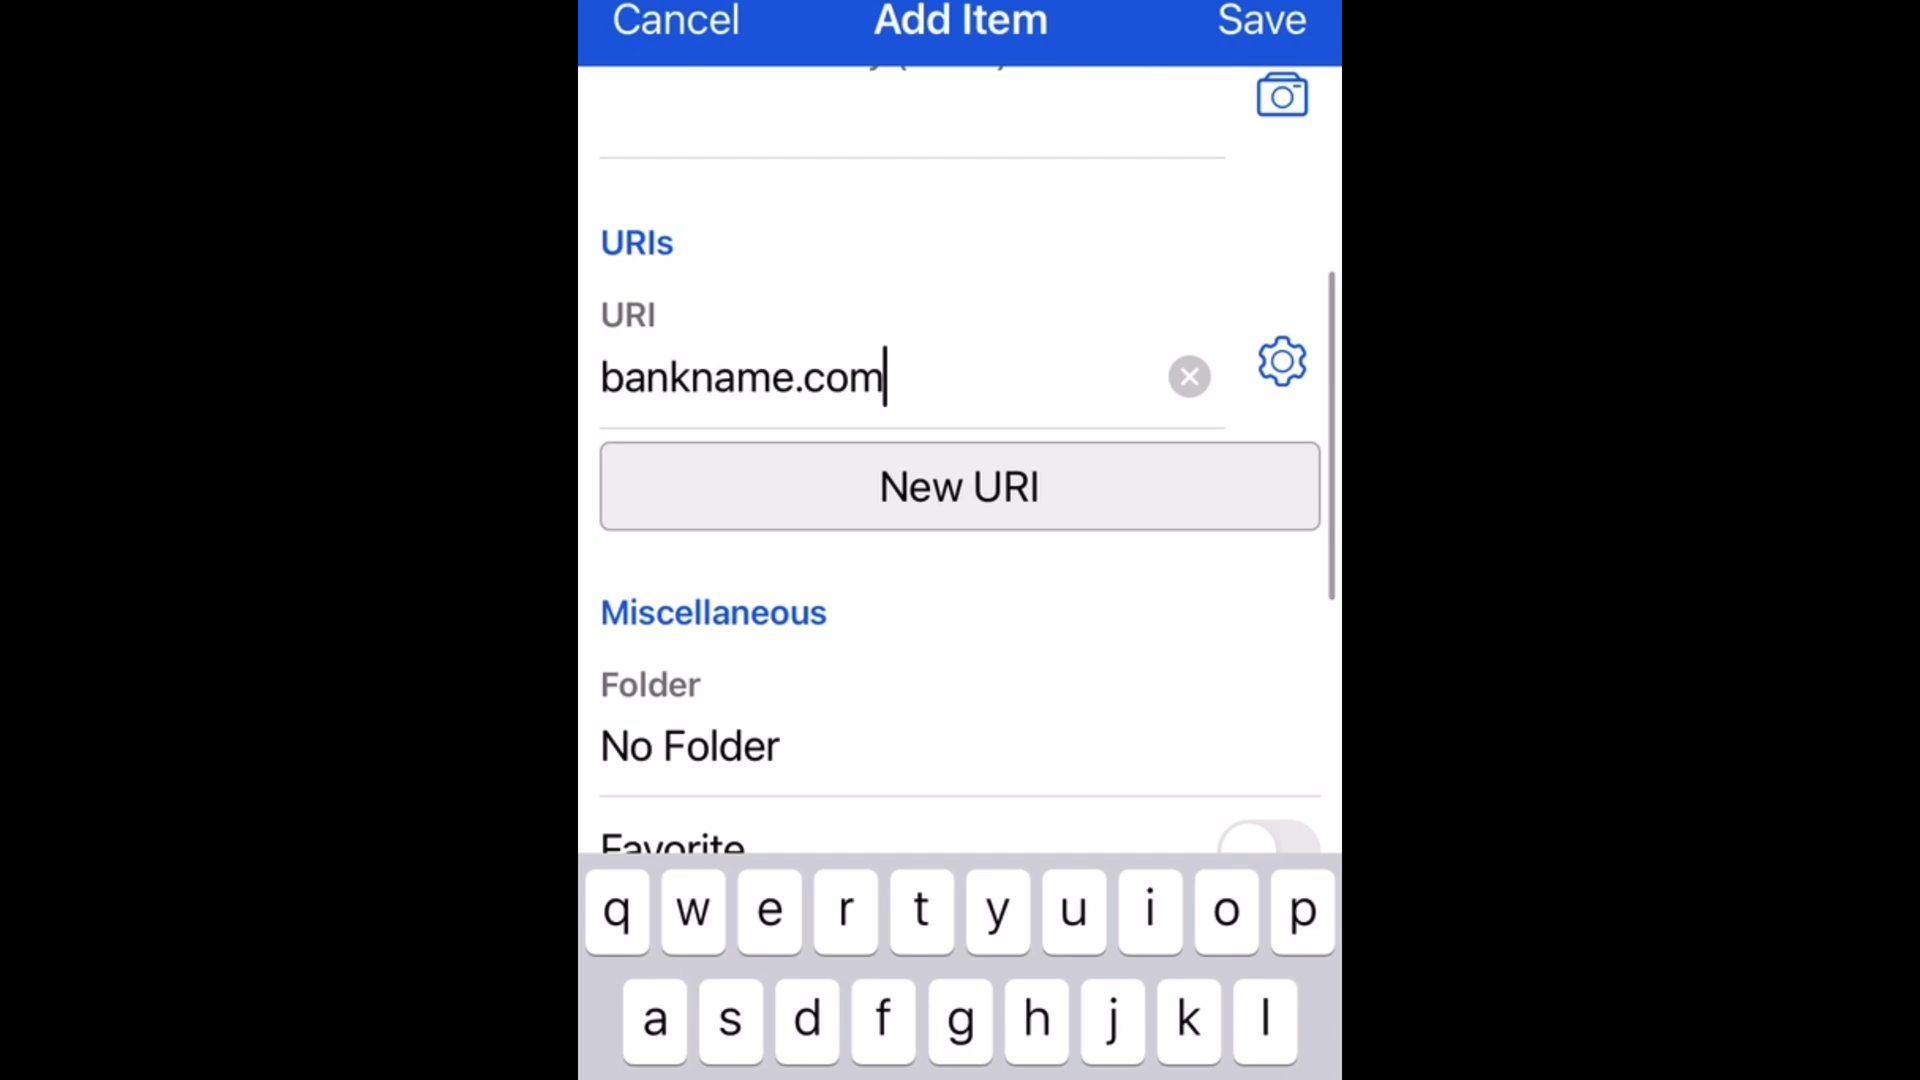 Cancel Add Item Save
URIs
URI
bankname.com
New URI
Miscellaneous
Folder
No Folder
Favorite
q w e r t y u i o p
a s d f g h j k l